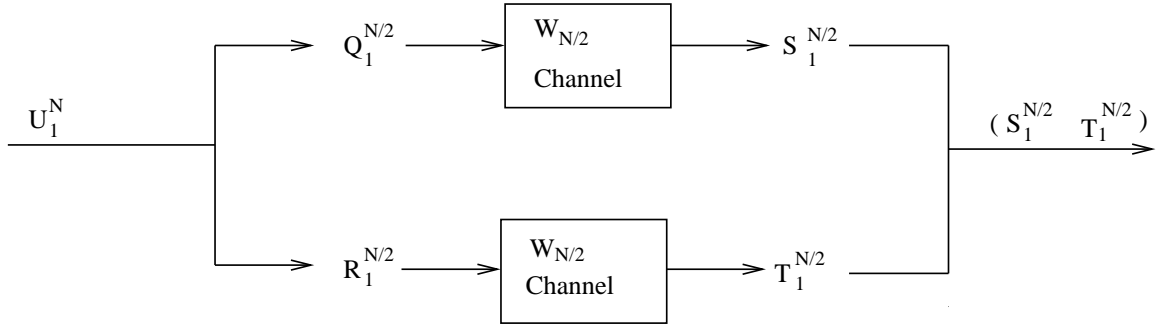 U_1^N
Q_1^{N/2}
W_{N/2}
Channel
S_1^{N/2}
( S_1^{N/2} T_1^{N/2} )
R_1^{N/2}
W_{N/2}
Channel
T_1^{N/2}